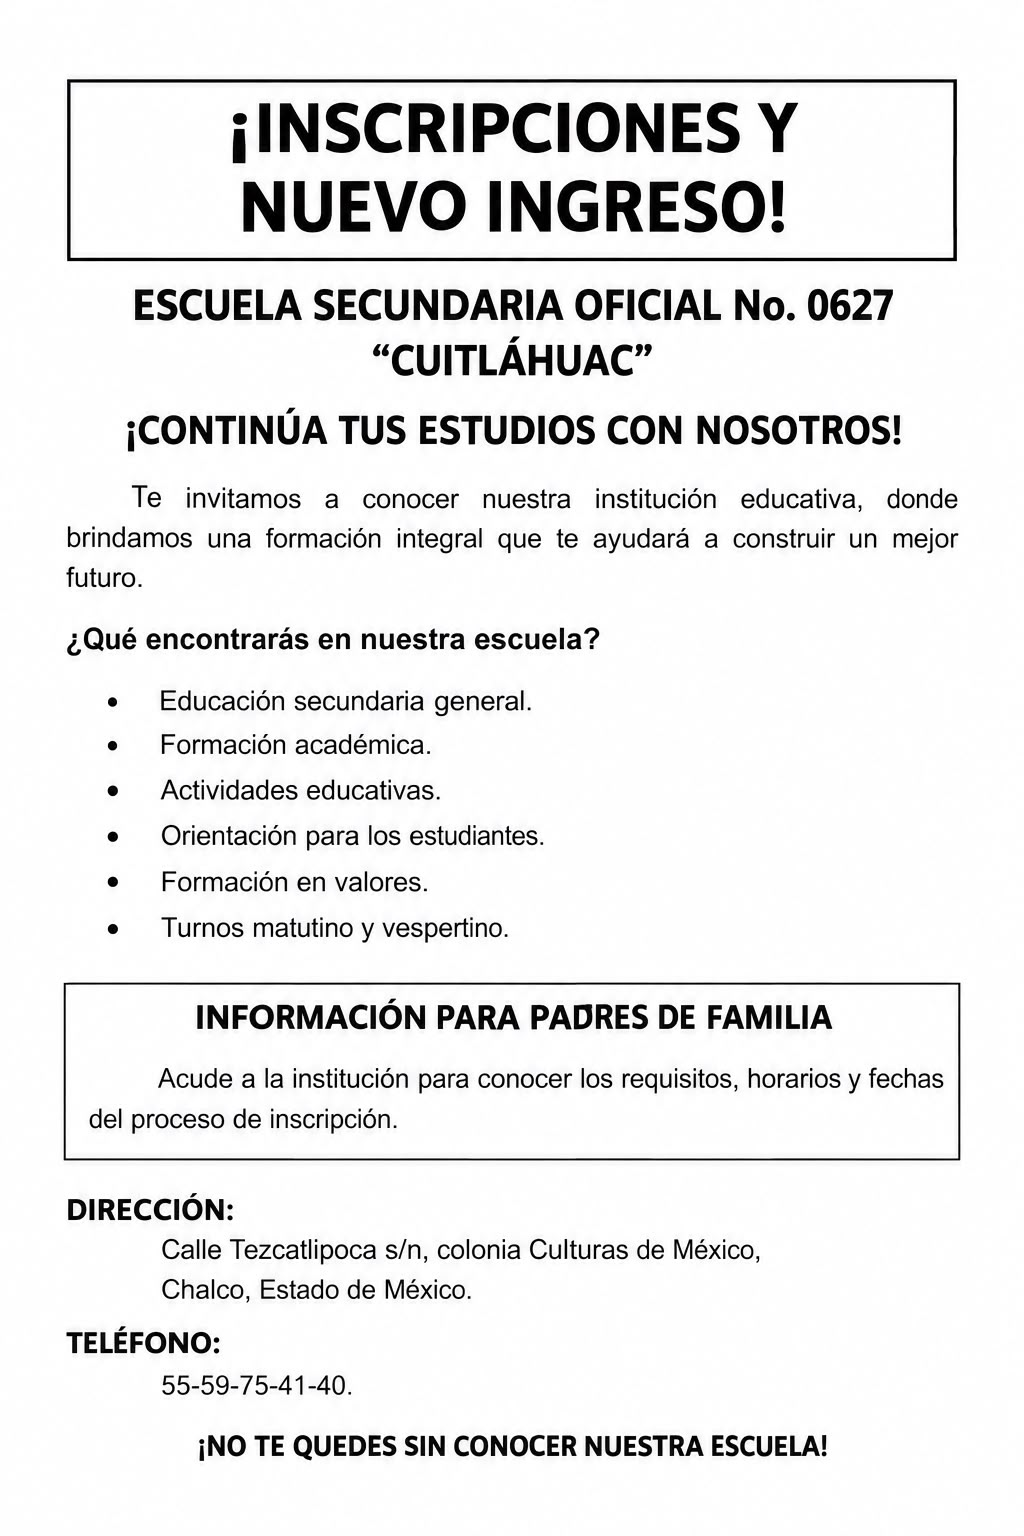 ¡INSCRIPCIONES Y
NUEVO INGRESO!
ESCUELA SECUNDARIA OFICIAL No. 0627
“CUITLÁHUAC”
¡CONTINÚA TUS ESTUDIOS CON NOSOTROS!
Te invitamos a conocer nuestra institución educativa, donde
brindamos una formación integral que te ayudará a construir un mejor
futuro.
¿Qué encontrarás en nuestra escuela?
• Educación secundaria general.
• Formación académica.
• Actividades educativas.
• Orientación para los estudiantes.
• Formación en valores.
• Turnos matutino y vespertino.
INFORMACIÓN PARA PADRES DE FAMILIA
Acude a la institución para conocer los requisitos, horarios y fechas
del proceso de inscripción.
DIRECCIÓN:
Calle Tezcatlipoca s/n, colonia Culturas de México,
Chalco, Estado de México.
TELÉFONO:
55-59-75-41-40.
¡NO TE QUEDES SIN CONOCER NUESTRA ESCUELA!